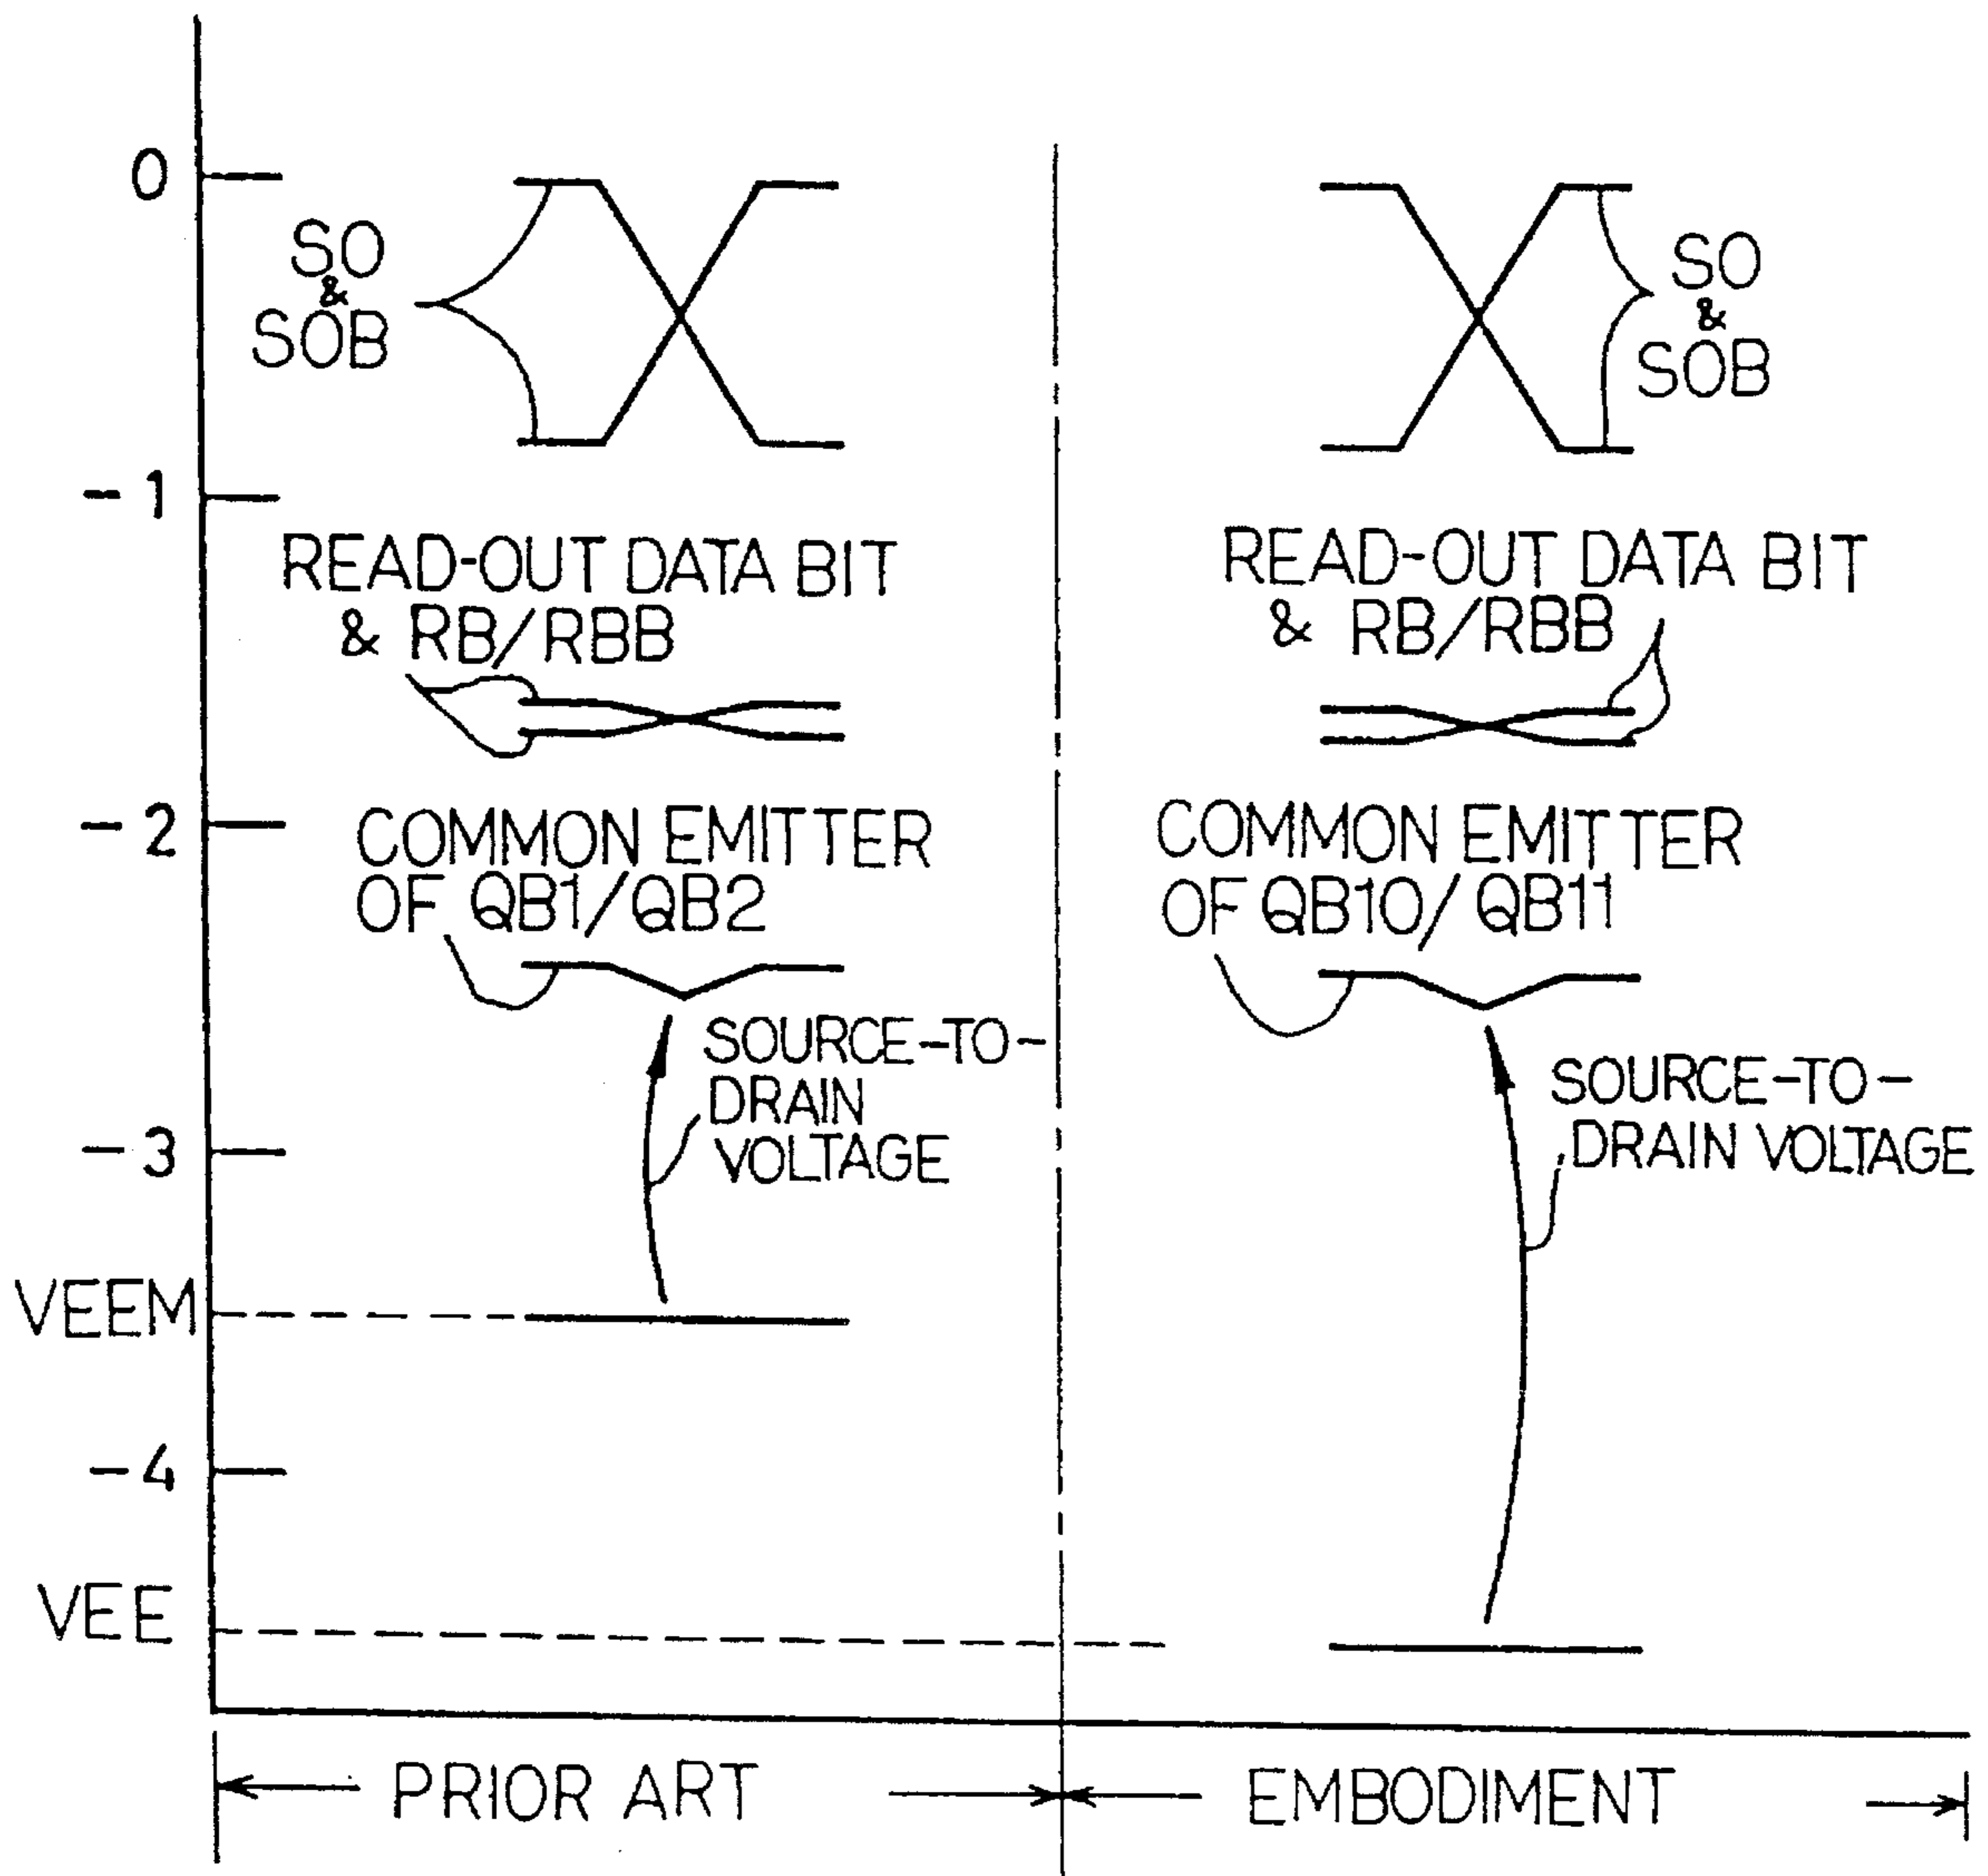 0
SO
&
SOB
SO
&
SOB
-1
READ-OUT DATA BIT
& RB/RBB
READ-OUT DATA BIT
& RB/RBB
-2
COMMON EMITTER
OF QB1/QB2
COMMON EMITTER
OF QB10/QB11
SOURCE-TO-
DRAIN
VOLTAGE
SOURCE-TO-
DRAIN VOLTAGE
-3
VEEM
-4
VEE
PRIOR ART
EMBODIMENT